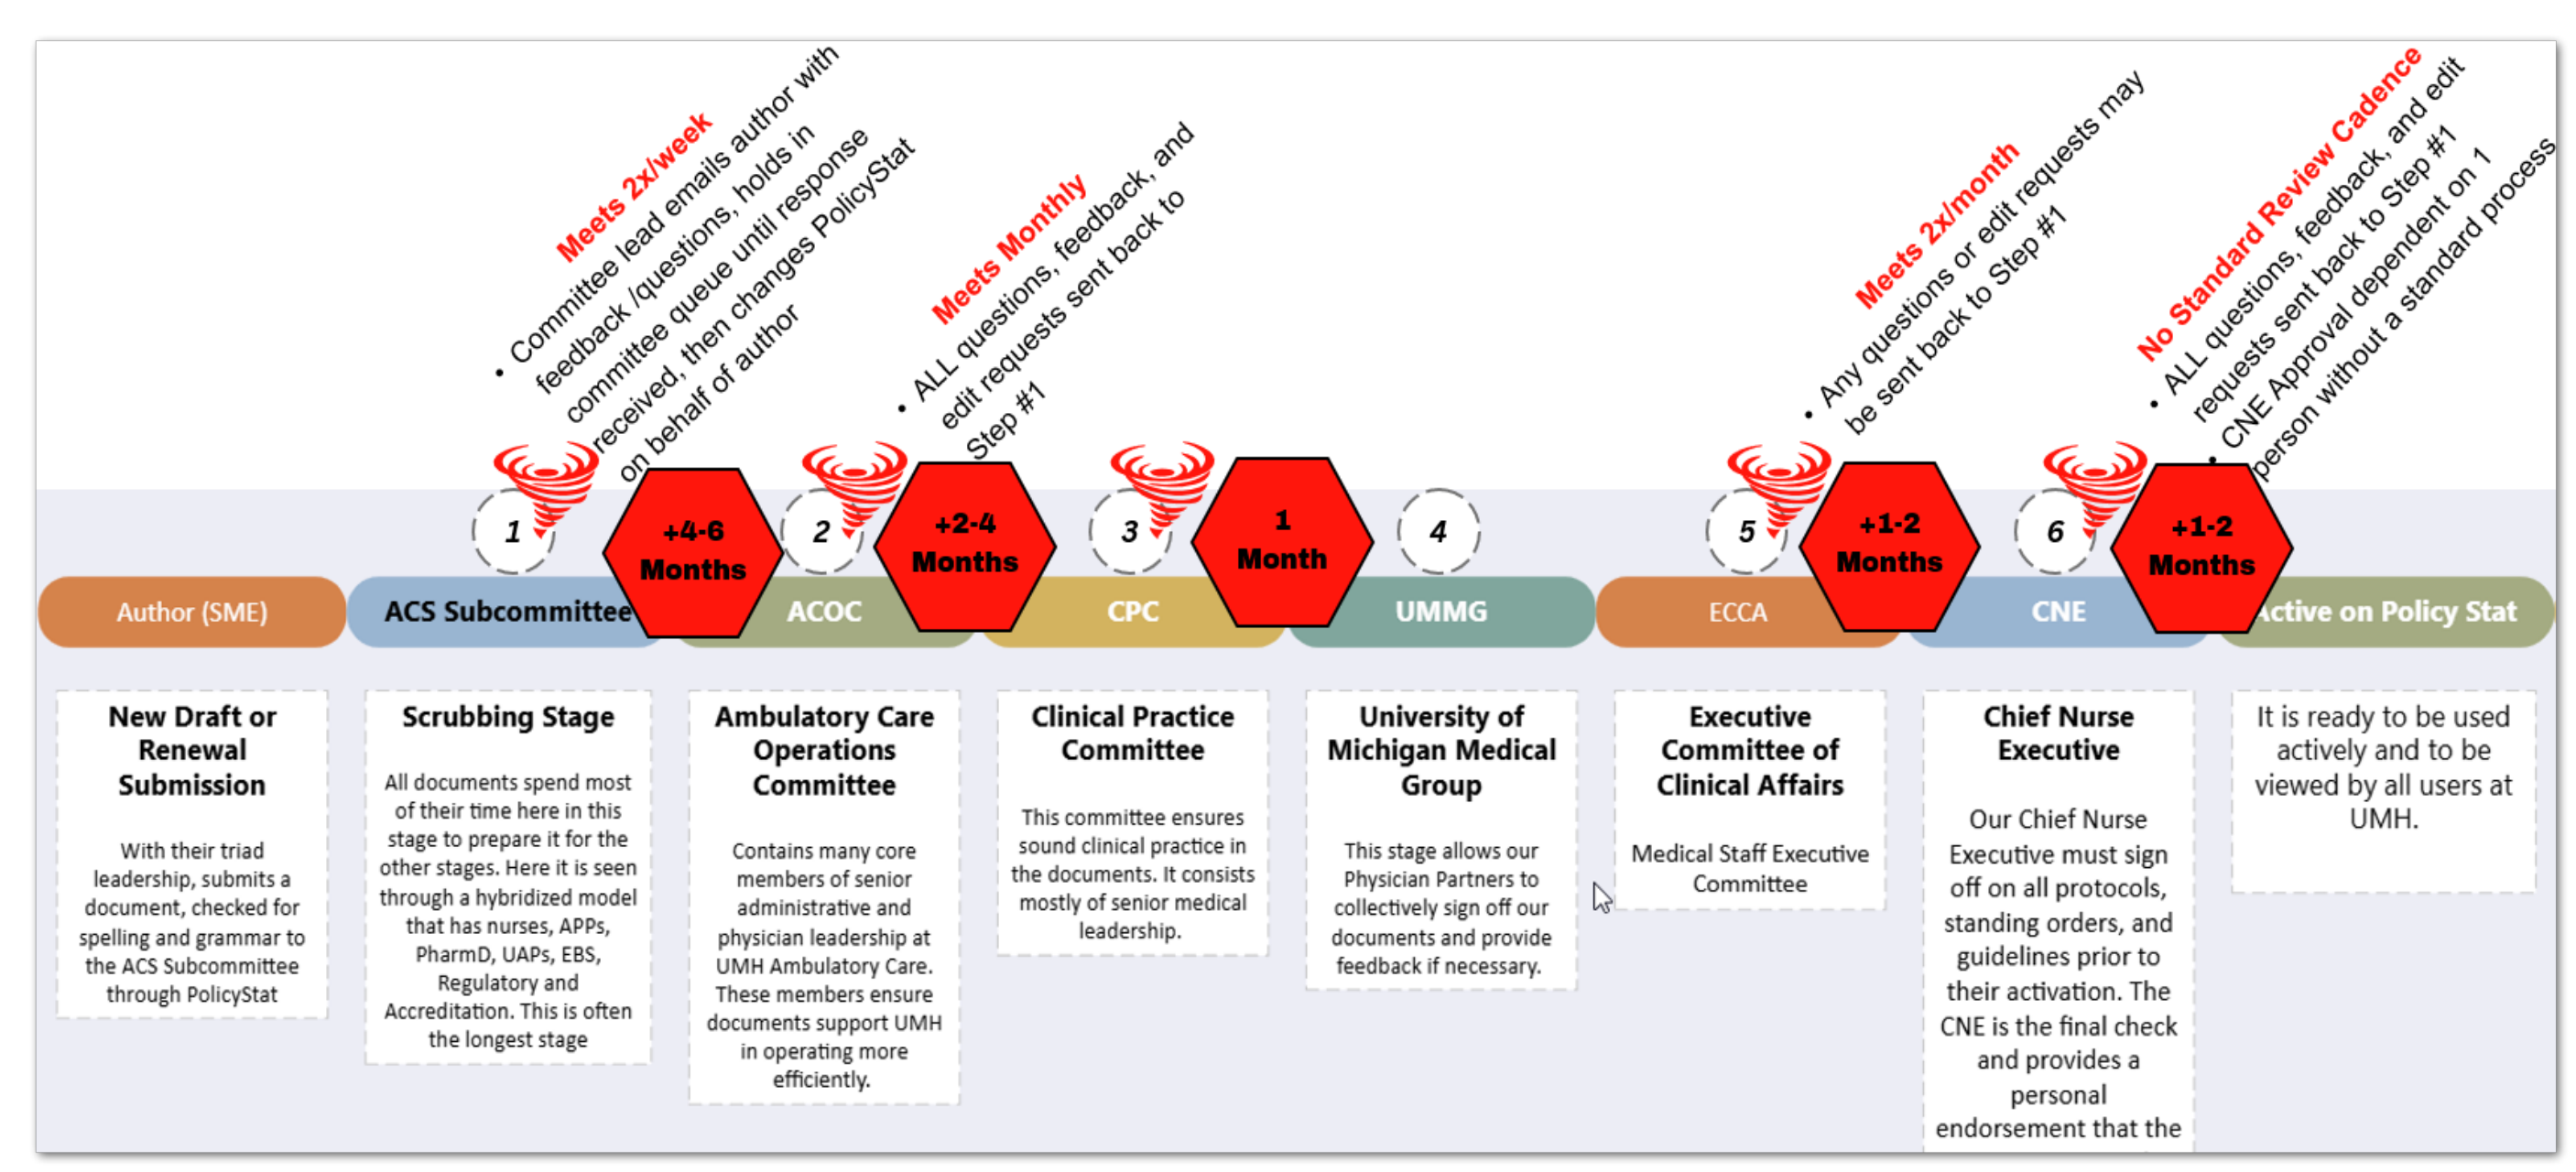 Meets 2x/week
• Committee lead emails author with
feedback /questions, holds in
committee queue until response
received, then changes PolicyStat
on behalf of author
Meets Monthly
• ALL questions, feedback, and
edit requests sent back to
Step #1
Meets 2x/month
• Any questions or edit requests may
be sent back to Step #1
No Standard Review Cadence
• ALL questions, feedback, and edit
requests sent back to Step #1
• CNE Approval dependent on 1
person without a standard process
1
+4-6
Months
2
+2-4
Months
3
1
Month
4
5
+1-2
Months
6
+1-2
Months
Author (SME)
ACS Subcommittee
ACOC
CPC
UMMG
ECCA
CNE
Active on Policy Stat
New Draft or
Renewal
Submission
With their triad
leadership, submits a
document, checked for
spelling and grammar to
the ACS Subcommittee
through PolicyStat
Scrubbing Stage
All documents spend most
of their time here in this
stage to prepare it for the
other stages. Here it is seen
through a hybridized model
that has nurses, APPs,
PharmD, UAPs, EBS,
Regulatory and
Accreditation. This is often
the longest stage
Ambulatory Care
Operations
Committee
Contains many core
members of senior
administrative and
physician leadership at
UMH Ambulatory Care.
These members ensure
documents support UMH
in operating more
efficiently.
Clinical Practice
Committee
This committee ensures
sound clinical practice in
the documents. It consists
mostly of senior medical
leadership.
University of
Michigan Medical
Group
This stage allows our
Physician Partners to
collectively sign off our
documents and provide
feedback if necessary.
Executive
Committee of
Clinical Affairs
Medical Staff Executive
Committee
Chief Nurse
Executive
Our Chief Nurse
Executive must sign
off on all protocols,
standing orders, and
guidelines prior to
their activation. The
CNE is the final check
and provides a
personal
endorsement that the
It is ready to be used
actively and to be
viewed by all users at
UMH.